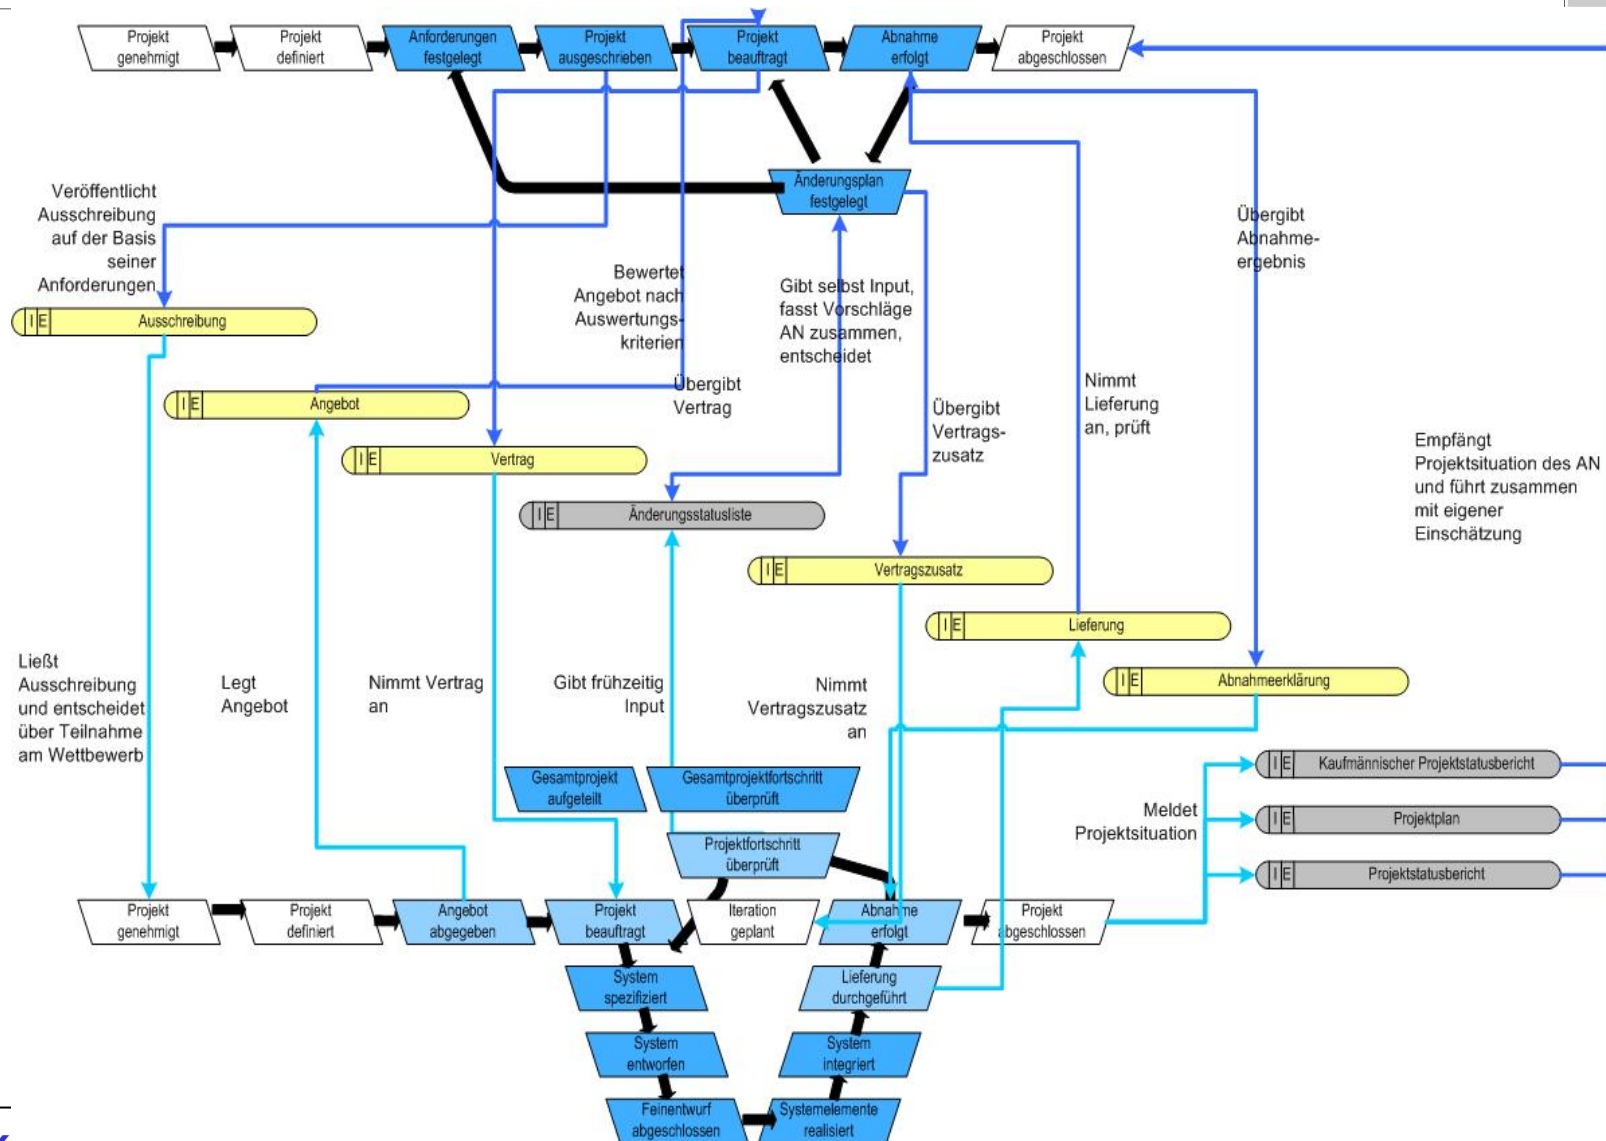 Projekt
genehmigt
Projekt
definiert
Anforderungen
festgelegt
Projekt
ausgeschrieben
Projekt
beauftragt
Abnahme
erfolgt
Projekt
abgeschlossen
Änderungsplan
festgelegt
Veröffentlicht
Ausschreibung
auf der Basis
seiner
Anforderungen
Bewertet
Angebot nach
Auswertungs-
kriterien
Gibt selbst Input,
fasst Vorschläge
AN zusammen,
entscheidet
Übergibt
Abnahme-
ergebnis
I E Ausschreibung
I E Angebot
Übergibt
Vertrag
Übergibt
Vertrags-
zusatz
Nimmt
Lieferung
an, prüft
I E Vertrag
Empfängt
Projektsituation des AN
und führt zusammen
mit eigener
Einschätzung
I E Änderungsstatusliste
I E Vertragszusatz
I E Lieferung
I E Abnahmeerklärung
Ließt
Ausschreibung
und entscheidet
über Teilnahme
am Wettbewerb
Legt
Angebot
Nimmt Vertrag
an
Gibt frühzeitig
Input
Nimmt
Vertragszusatz
an
Gesamtprojekt
aufgeteilt
Gesamtprojektfortschritt
überprüft
I E Kaufmännischer Projektstatusbericht
Meldet
Projektsituation
I E Projektplan
Projektfortschritt
überprüft
I E Projektstatusbericht
Projekt
genehmigt
Projekt
definiert
Angebot
abgegeben
Projekt
beauftragt
Iteration
geplant
Abnahme
erfolgt
Projekt
abgeschlossen
System
spezifiziert
Lieferung
durchgeführt
System
entworfen
System
integriert
Feinentwurf
abgeschlossen
Systemelemente
realisiert